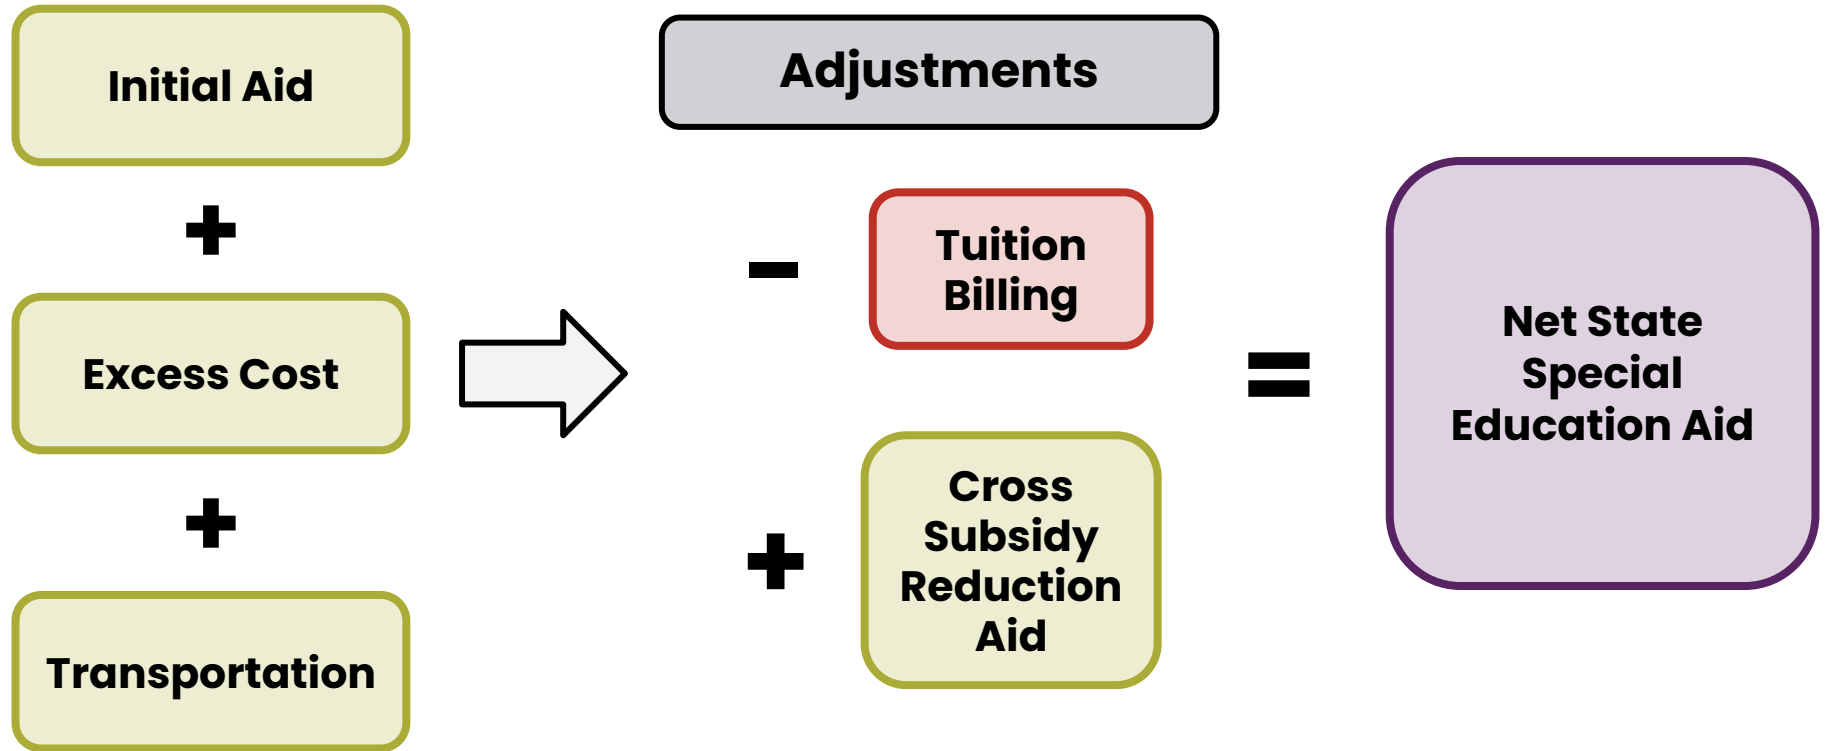 Initial Aid
+
Excess Cost
+
Transportation
Adjustments
-
Tuition
Billing
+
Cross
Subsidy
Reduction
Aid
=
Net State
Special
Education Aid